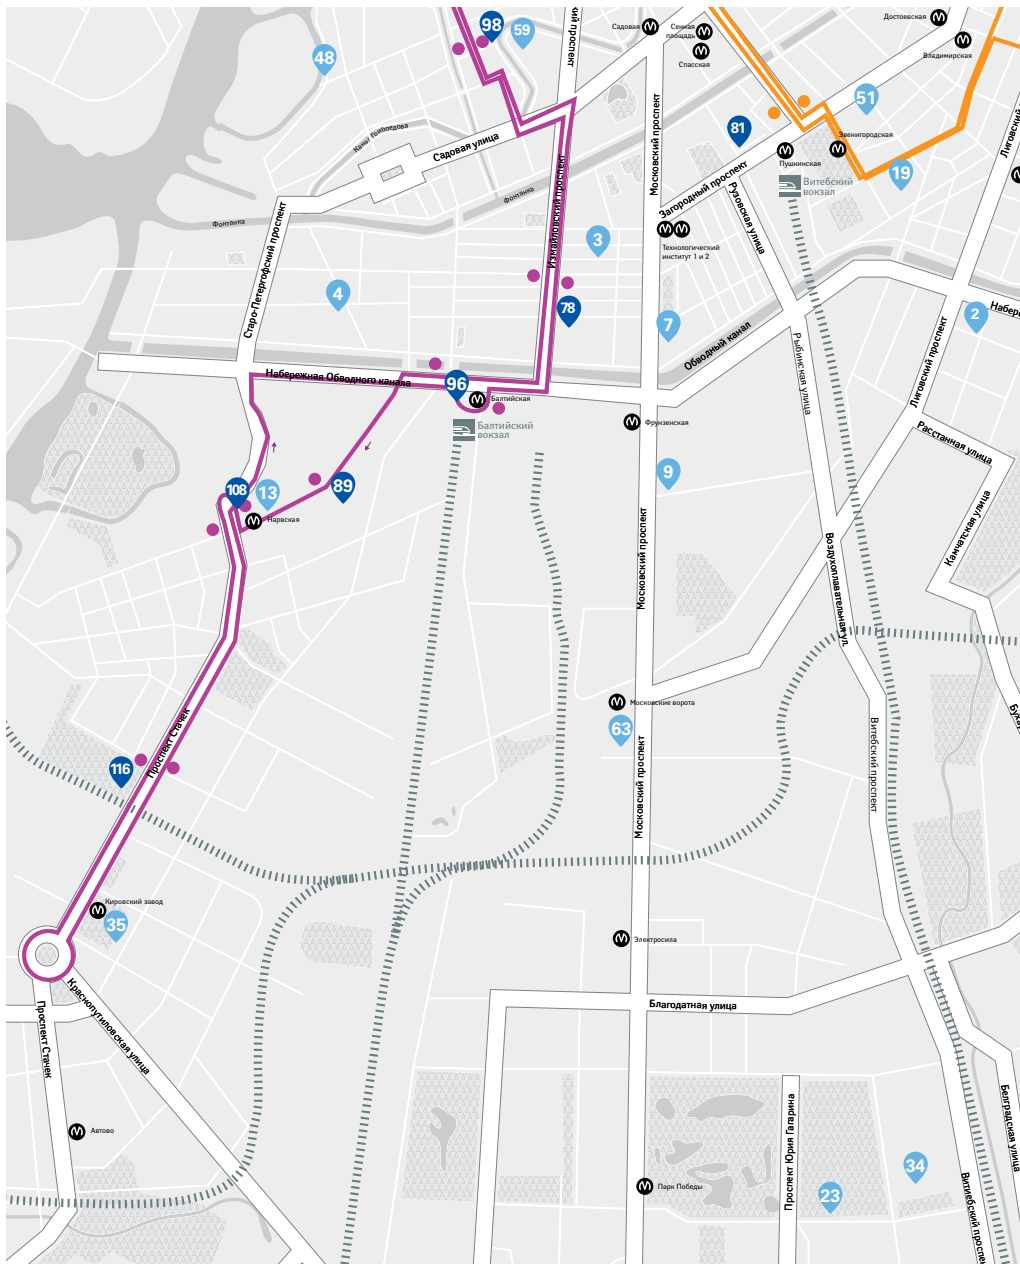 98
59
кий проспект
Садовая
Сенная
площадь
Спасская
Достоевская
Владимирская
48
51
81
Канал Грибоедова
Садовая улица
Московский проспект
Звенигородская
Пушкинская
Лиговский
19
Витебский
вокзал
Загородный проспект
Рузовская улица
Фонтанка
Фонтанка
Измайловский проспект
Старо-Петергофский проспект
3
Технологический
институт 1 и 2
4
78
7
2
Набере
Обводный канал
Рыбинская улица
Лиговский проспект
Набережная Обводного канала
96
Балтийская
Балтийский
вокзал
Фрунзенская
Расстанная улица
9
89
108
13
Нарвская
Камчатская улица
Московский проспект
Воздухоплавательная ул.
Московские ворота
63
Буха
Проспект Стачек
116
Московский проспект
Витебский проспект
Кировский завод
35
Электросила
Благодатная улица
Краснопутиловская улица
Проспект Стачек
Автово
Проспект Юрия Гагарина
Белградская улица
34
Парк Победы
23
Витиебский проспек